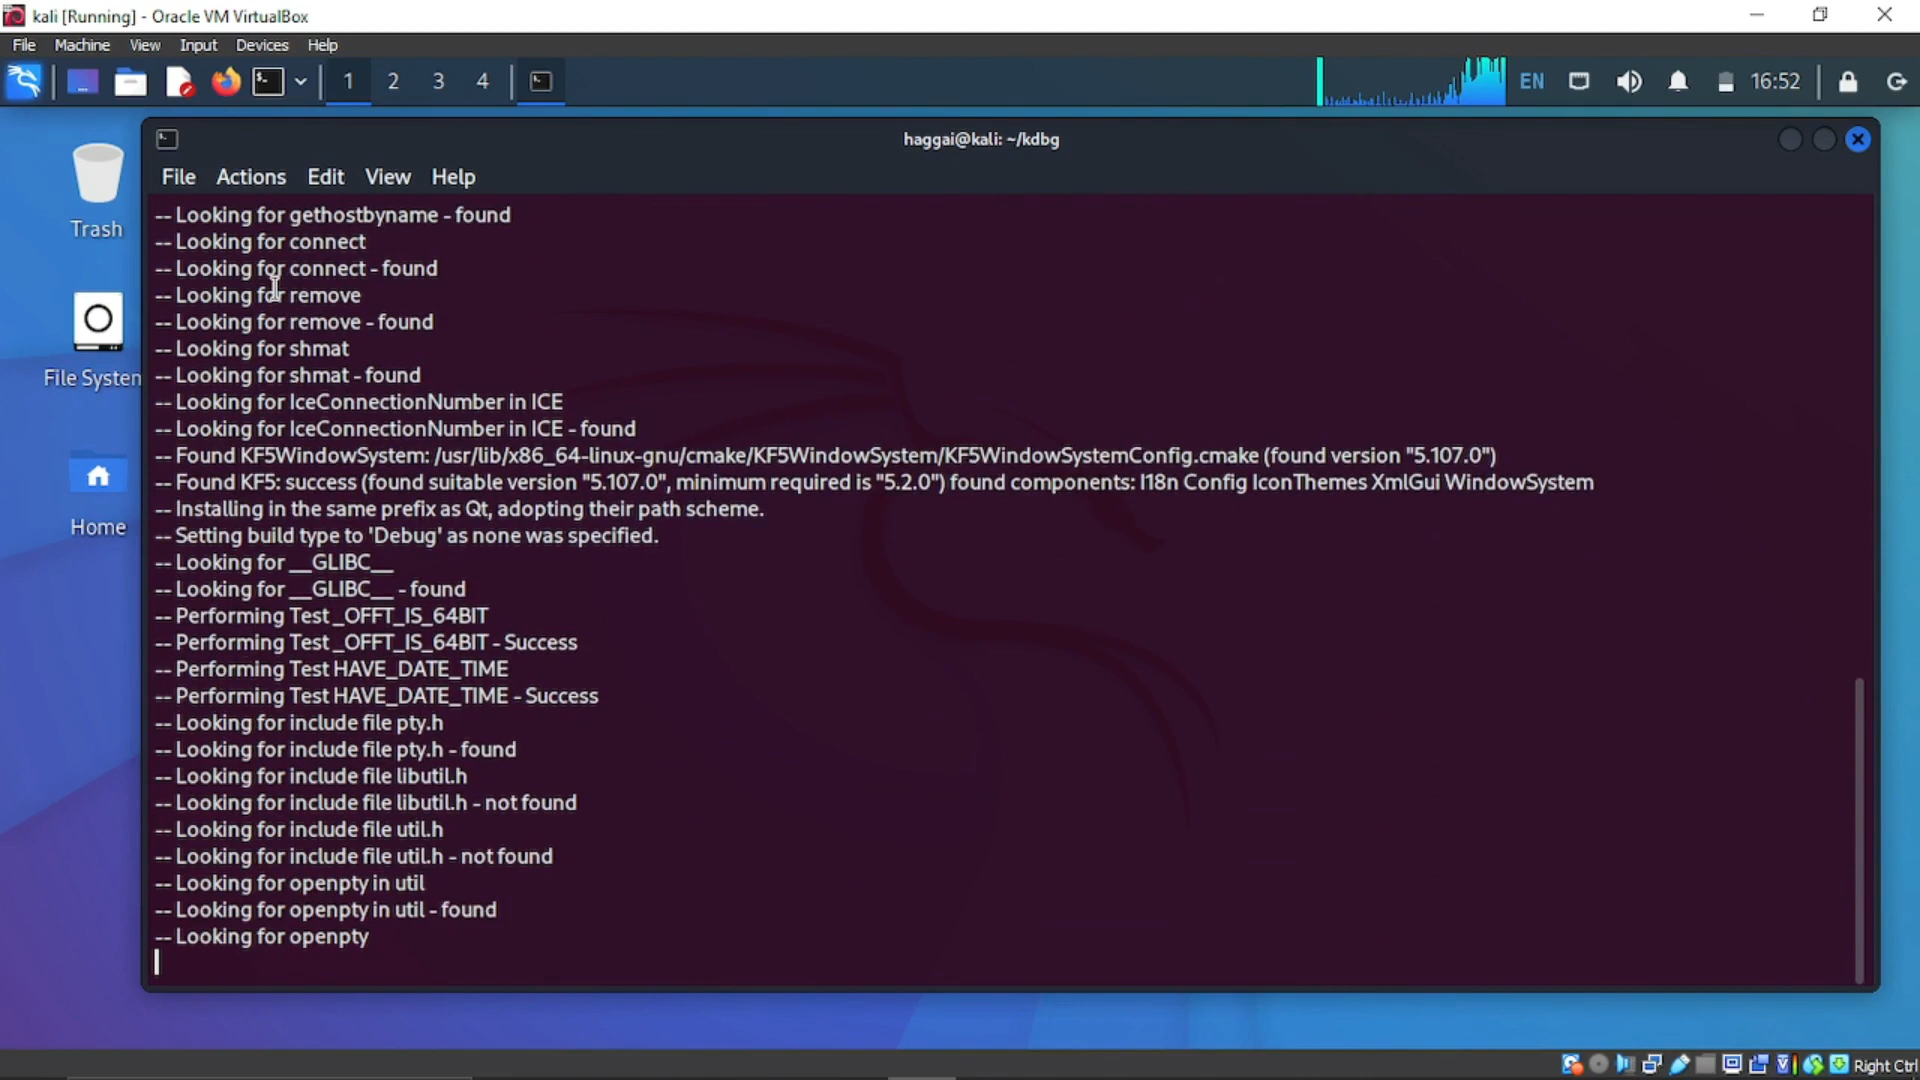 kali [Running] - Oracle VM VirtualBox
File Machine View Input Devices Help
1 2 3 4 EN 16:52
haggai@kali: ~/kdbg
File Actions Edit View Help
Trash
File System
Home
-- Looking for gethostbyname - found
-- Looking for connect
-- Looking for connect - found
-- Looking for remove
-- Looking for remove - found
-- Looking for shmat
-- Looking for shmat - found
-- Looking for IceConnectionNumber in ICE
-- Looking for IceConnectionNumber in ICE - found
-- Found KF5WindowSystem: /usr/lib/x86_64-linux-gnu/cmake/KF5WindowSystem/KF5WindowSystemConfig.cmake (found version "5.107.0")
-- Found KF5: success (found suitable version "5.107.0", minimum required is "5.2.0") found components: I18n Config IconThemes XmlGui WindowSystem
-- Installing in the same prefix as Qt, adopting their path scheme.
-- Setting build type to 'Debug' as none was specified.
-- Looking for __GLIBC__
-- Looking for __GLIBC__ - found
-- Performing Test _OFFT_IS_64BIT
-- Performing Test _OFFT_IS_64BIT - Success
-- Performing Test HAVE_DATE_TIME
-- Performing Test HAVE_DATE_TIME - Success
-- Looking for include file pty.h
-- Looking for include file pty.h - found
-- Looking for include file libutil.h
-- Looking for include file libutil.h - not found
-- Looking for include file util.h
-- Looking for include file util.h - not found
-- Looking for openpty in util
-- Looking for openpty in util - found
-- Looking for openpty
Right Ctrl